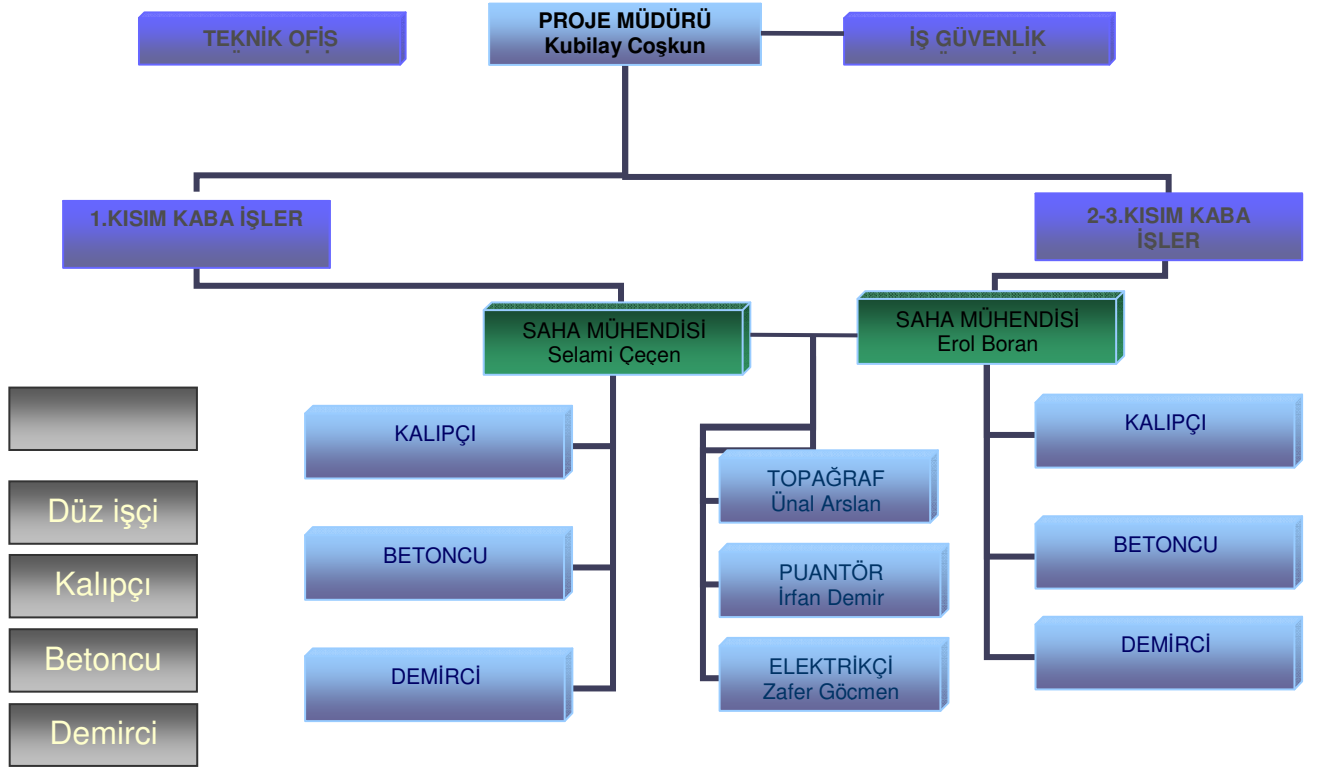 TEKNİK OFİS
PROJE MÜDÜRÜ
Kubilay Coşkun
İŞ GÜVENLİK
1.KISIM KABA İŞLER
2-3.KISIM KABA
İŞLER
SAHA MÜHENDİSİ
Selami Çeçen
SAHA MÜHENDİSİ
Erol Boran
KALIPÇI
BETONCU
DEMİRCİ
TOPAĞRAF
Ünal Arslan
PUANTÖR
İrfan Demir
ELEKTRİKÇİ
Zafer Göcmen
KALIPÇI
BETONCU
DEMİRCİ
Düz işçi
Kalıpçı
Betoncu
Demirci